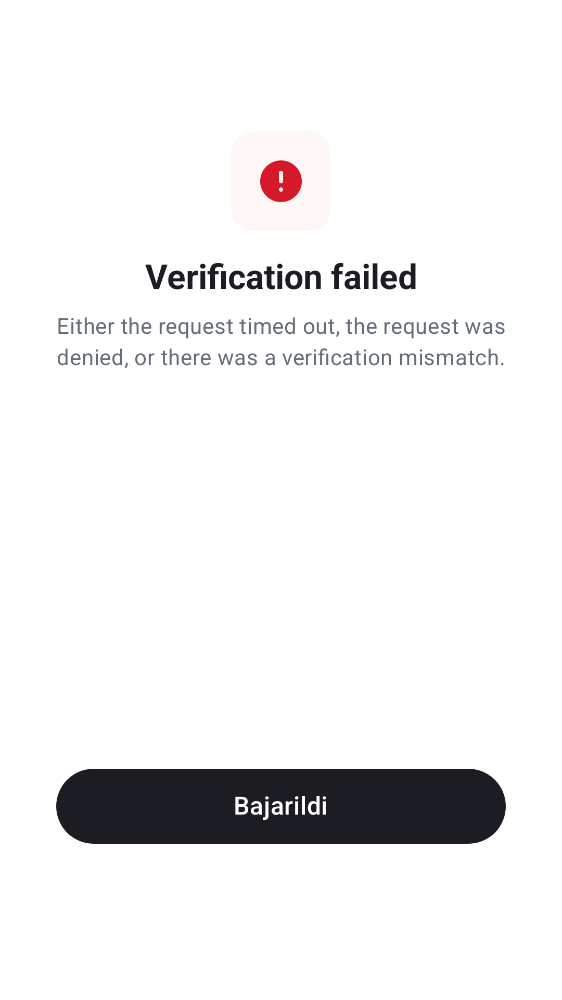 Verification failed
Either the request timed out, the request was
denied, or there was a verification mismatch.
Bajarildi